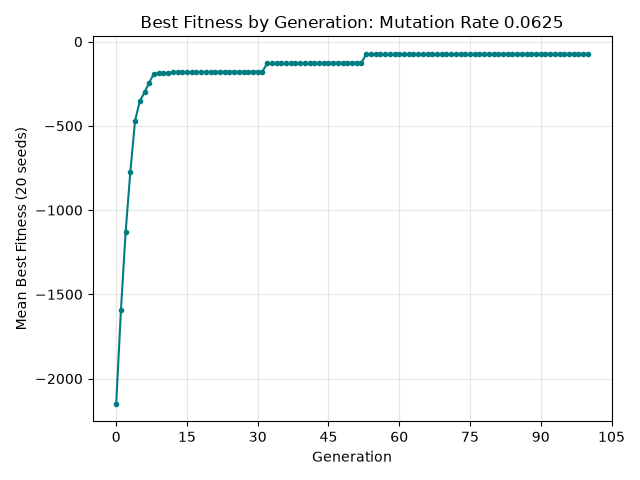 Best Fitness by Generation: Mutation Rate 0.0625
Mean Best Fitness (20 seeds)
0
−500
−1000
−1500
−2000
0 15 30 45 60 75 90 105
Generation